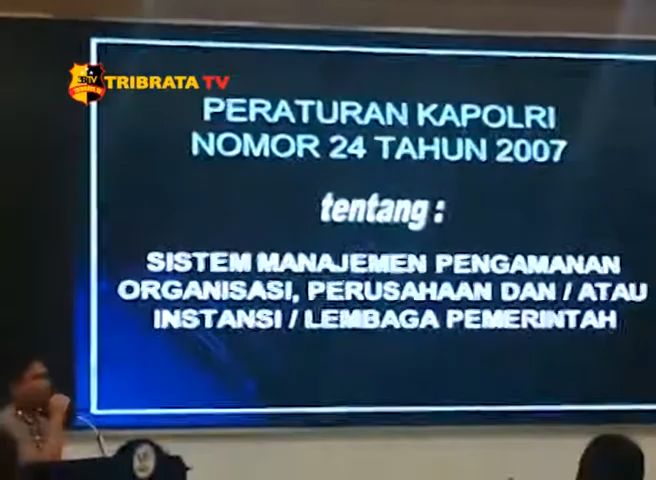 TRIBRATA TV
PERATURAN KAPOLRI
NOMOR 24 TAHUN 2007
tentang :
SISTEM MANAJEMEN PENGAMANAN
ORGANISASI, PERUSAHAAN DAN / ATAU
INSTANSI / LEMBAGA PEMERINTAH